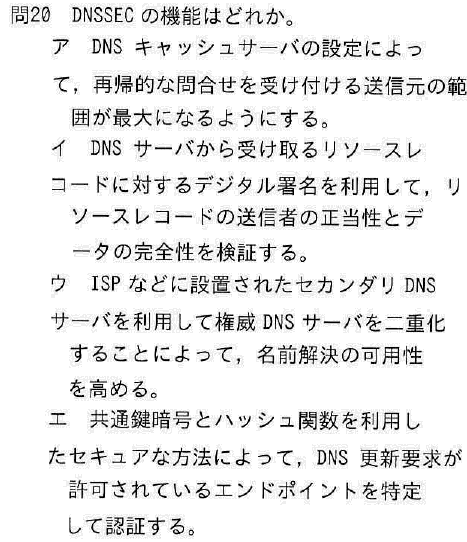 問20 DNSSEC の機能はどれか。
ア DNS キャッシュサーバの設定によっ
て，再帰的な問合せを受け付ける送信元の範
囲が最大になるようにする。
イ DNS サーバから受け取るリソースレ
コードに対するデジタル署名を利用して，リ
ソースレコードの送信者の正当性とデ
ータの完全性を検証する。
ウ ISP などに設置されたセカンダリ DNS
サーバを利用して権威 DNS サーバを二重化
することによって，名前解決の可用性
を高める。
エ 共通鍵暗号とハッシュ関数を利用し
たセキュアな方法によって，DNS 更新要求が
許可されているエンドポイントを特定
して認証する。